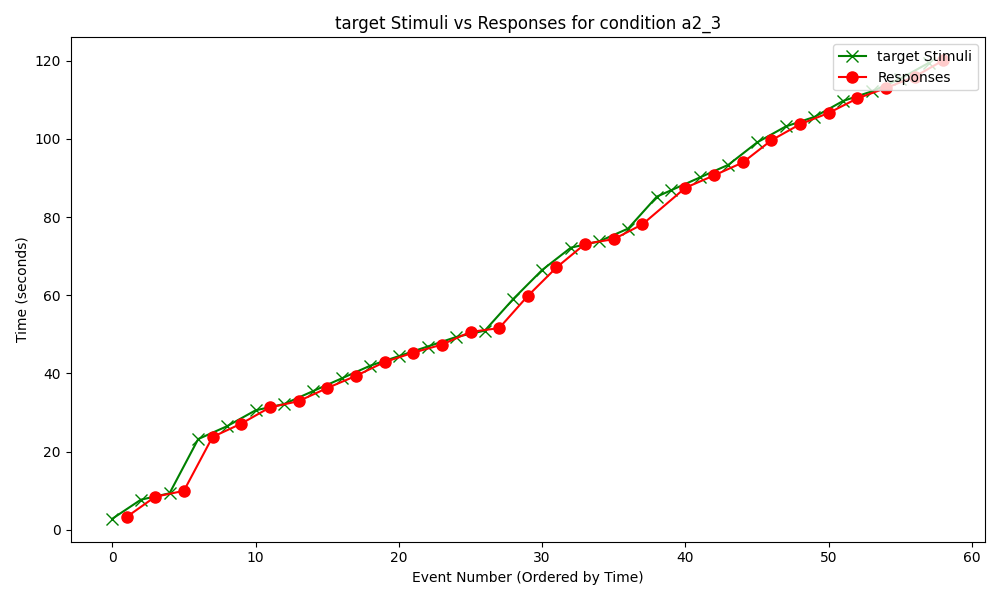 target Stimuli vs Responses for condition a2_3
target Stimuli
Responses
Time (seconds)
120
100
80
60
40
20
0
0 10 20 30 40 50 60
Event Number (Ordered by Time)